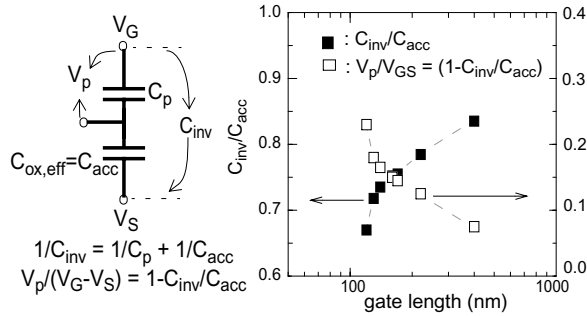 V_G
V_p
C_p
C_inv
C_ox,eff=C_acc
V_S
1/C_inv = 1/C_p + 1/C_acc
V_p/(V_G-V_S) = 1-C_inv/C_acc
: C_inv/C_acc
: V_p/V_GS = (1-C_inv/C_acc)
C_inv/C_acc
1.0
0.9
0.8
0.7
0.6
0.4
0.3
0.2
0.1
0.0
100
1000
gate length (nm)